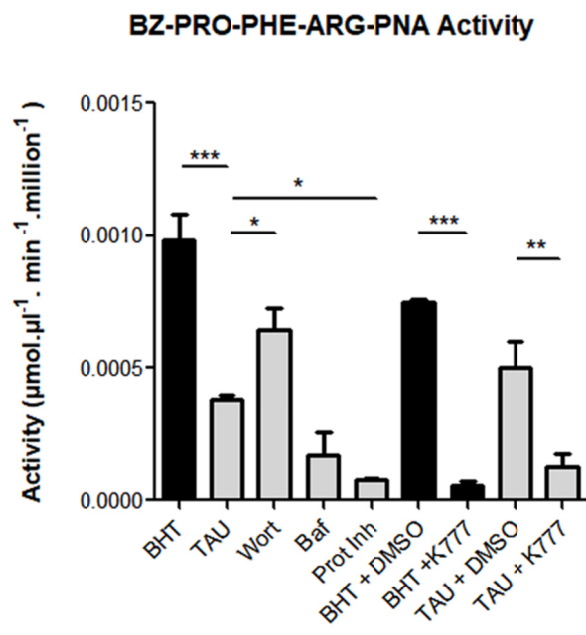 BZ-PRO-PHE-ARG-PNA Activity
Activity (µmol.µl⁻¹. min⁻¹.million⁻¹ )
0.0015
0.0010
0.0005
0.0000
***
*
*
***
**
BHT
TAU
Wort
Baf
Prot Inh
BHT + DMSO
BHT +K777
TAU + DMSO
TAU + K777